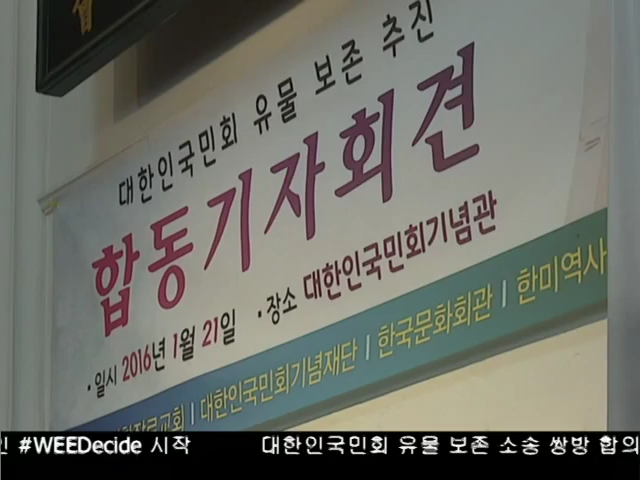 대한인국민회 유물 보존 추진
합동기자회견
· 일시 2016년 1월 21일 · 장소 대한인국민회기념관
장로교회 | 대한인국민회기념재단 | 한국문화회관 | 한미역사
#WEEDecide 시작 대한인국민회 유물 보존 소송 쌍방 합의